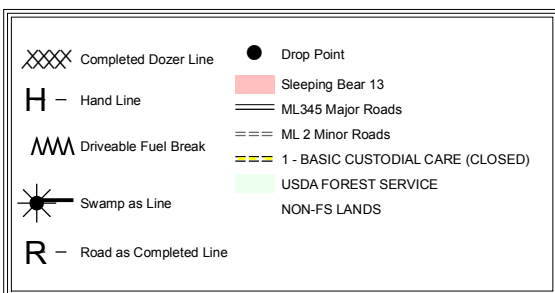 Completed Dozer Line
H – Hand Line
Driveable Fuel Break
Swamp as Line
R – Road as Completed Line
Drop Point
Sleeping Bear 13
ML345 Major Roads
ML 2 Minor Roads
1 - BASIC CUSTODIAL CARE (CLOSED)
USDA FOREST SERVICE
NON-FS LANDS